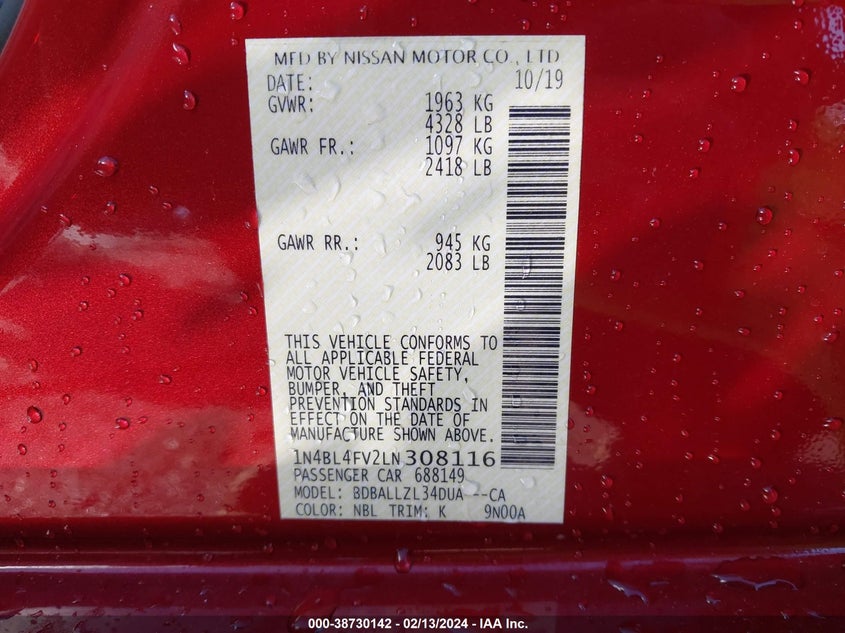 MFD BY NISSAN MOTOR CO., LTD
DATE: 10/19
GVWR: 1963 KG
4328 LB
GAWR FR.: 1097 KG
2418 LB
GAWR RR.: 945 KG
2083 LB
THIS VEHICLE CONFORMS TO
ALL APPLICABLE FEDERAL
MOTOR VEHICLE SAFETY,
BUMPER, AND THEFT
PREVENTION STANDARDS IN
EFFECT ON THE DATE OF
MANUFACTURE SHOWN ABOVE.
1N4BL4FV2LN308116
PASSENGER CAR 688149
MODEL: BDBALLZL34DUA---CA
COLOR: NBL TRIM: K 9N00A
000-38730142 - 02/13/2024 - IAA Inc.